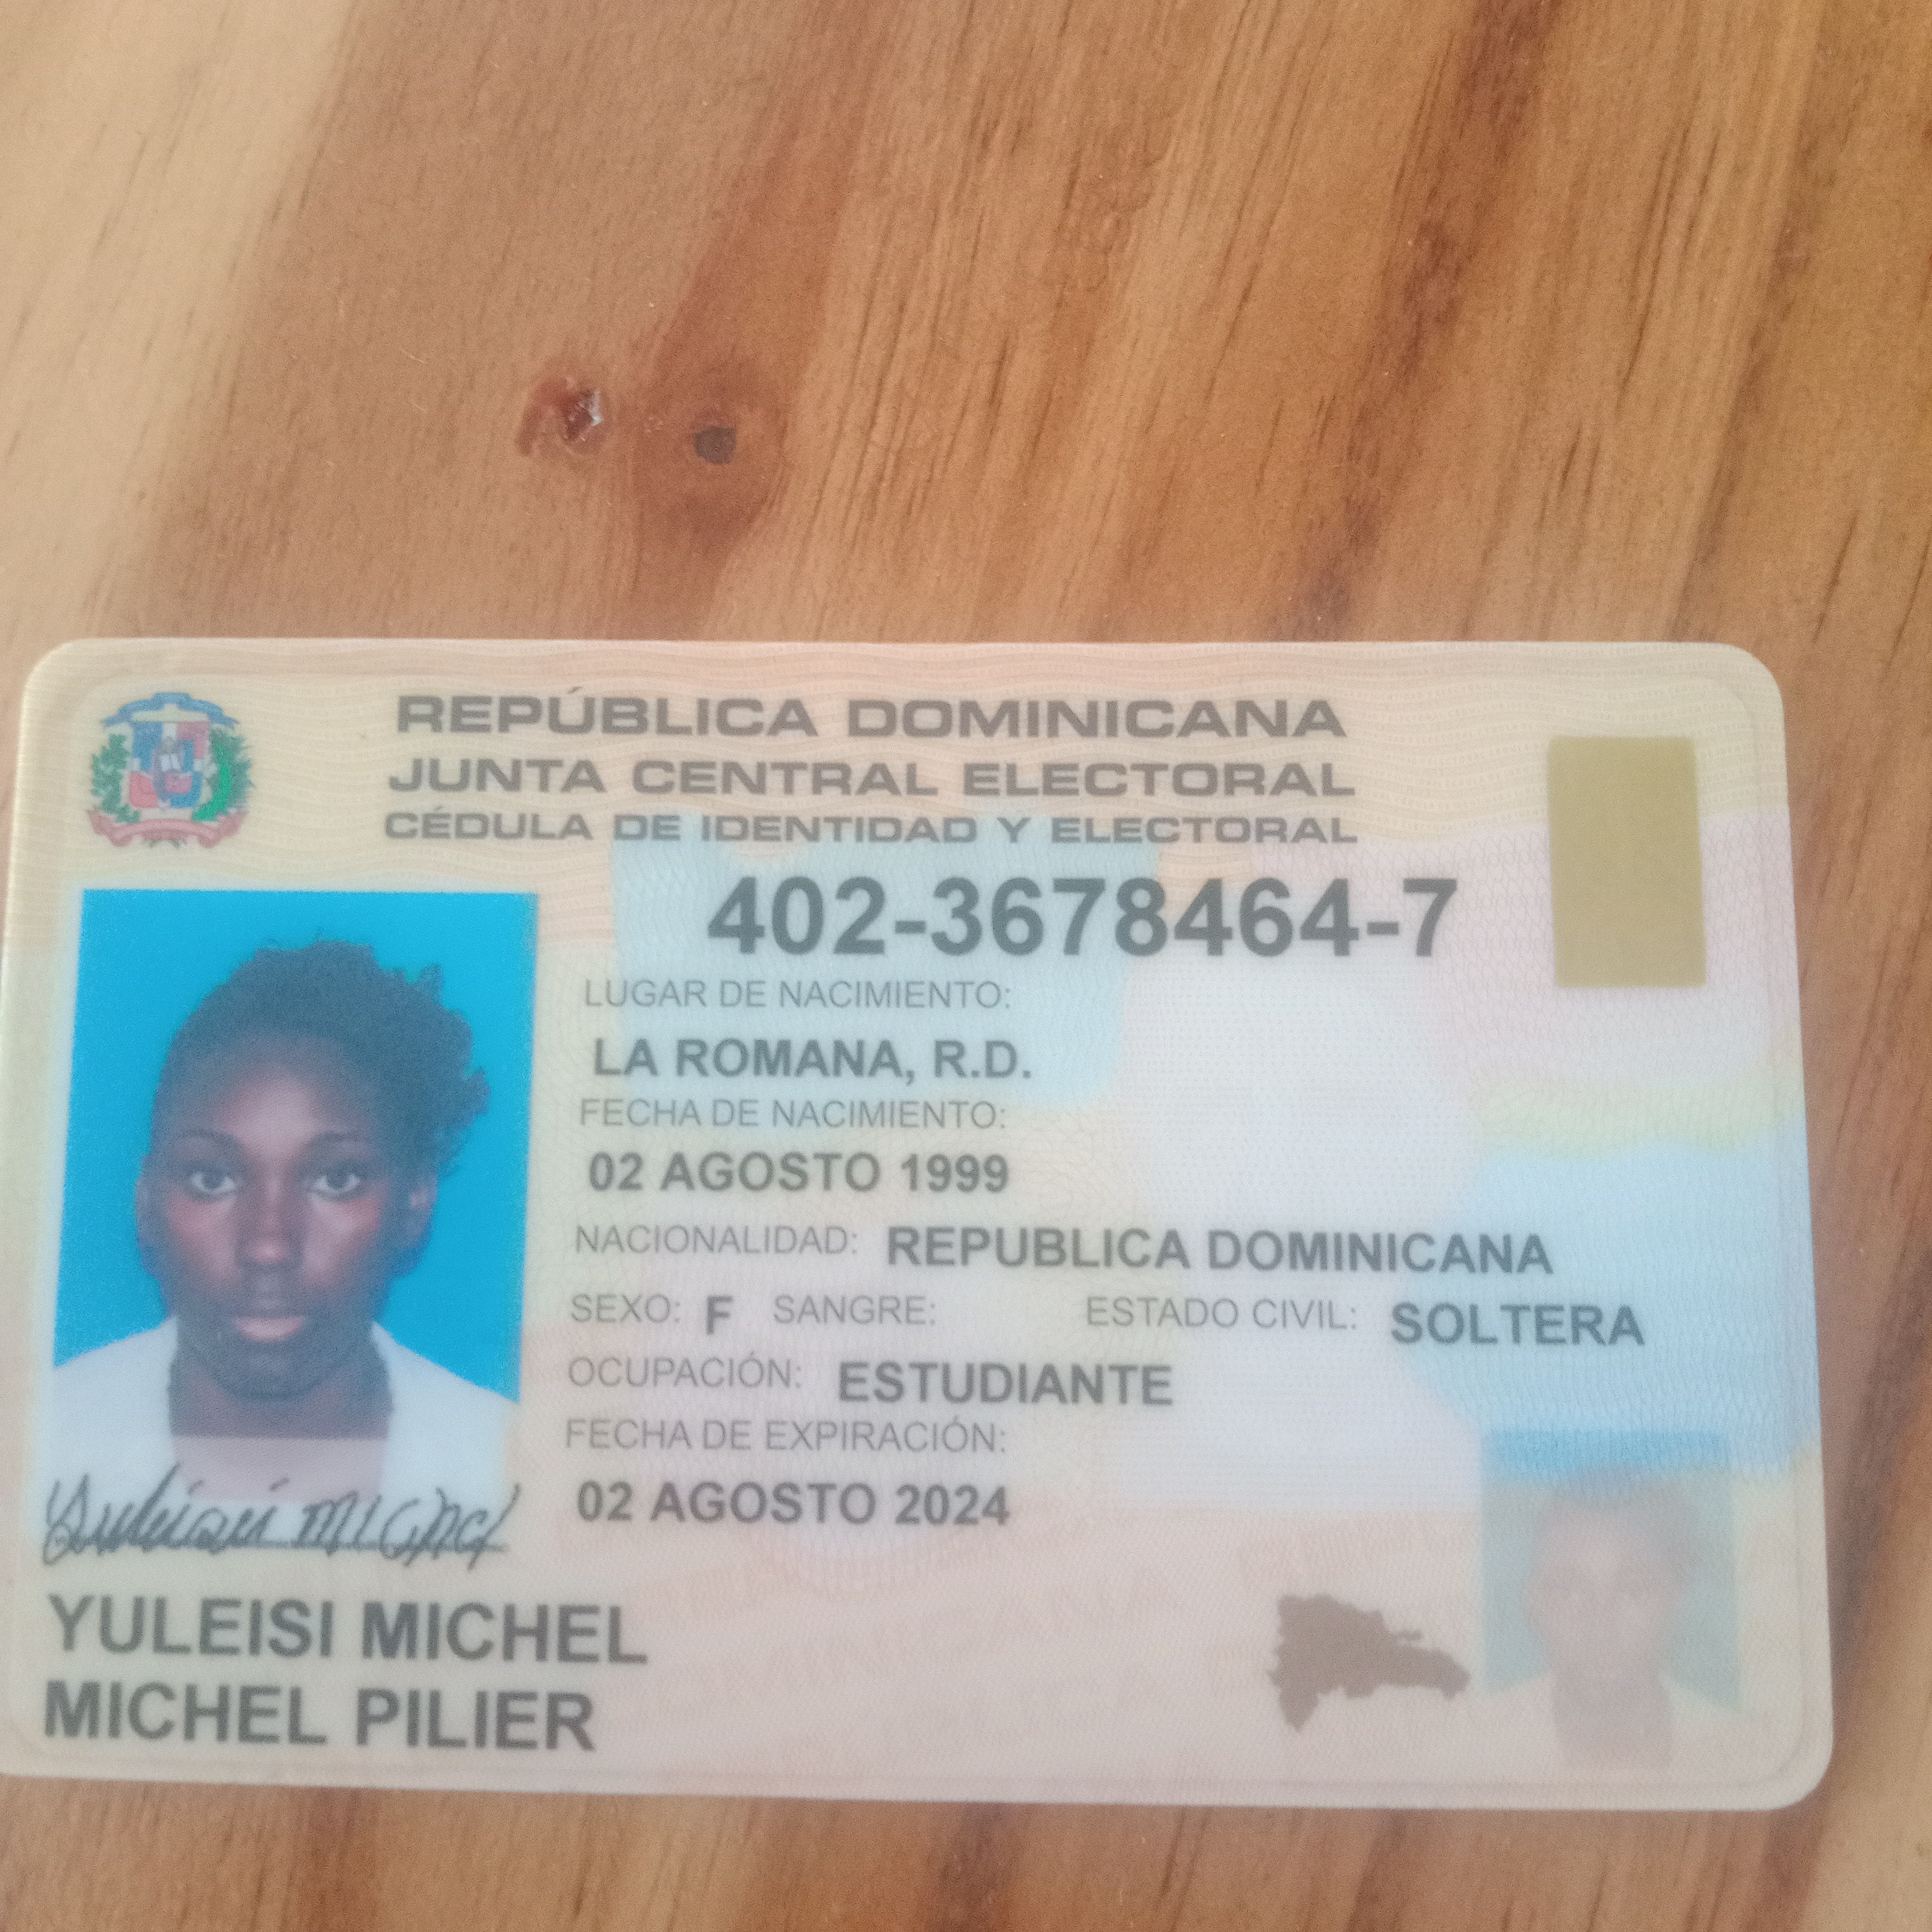 REPÚBLICA DOMINICANA
JUNTA CENTRAL ELECTORAL
CÉDULA DE IDENTIDAD Y ELECTORAL
402-3678464-7
LUGAR DE NACIMIENTO:
LA ROMANA, R.D.
FECHA DE NACIMIENTO:
02 AGOSTO 1999
NACIONALIDAD: REPUBLICA DOMINICANA
SEXO: F SANGRE: ESTADO CIVIL: SOLTERA
OCUPACIÓN: ESTUDIANTE
FECHA DE EXPIRACIÓN:
02 AGOSTO 2024
YULEISI MICHEL
MICHEL PILIER